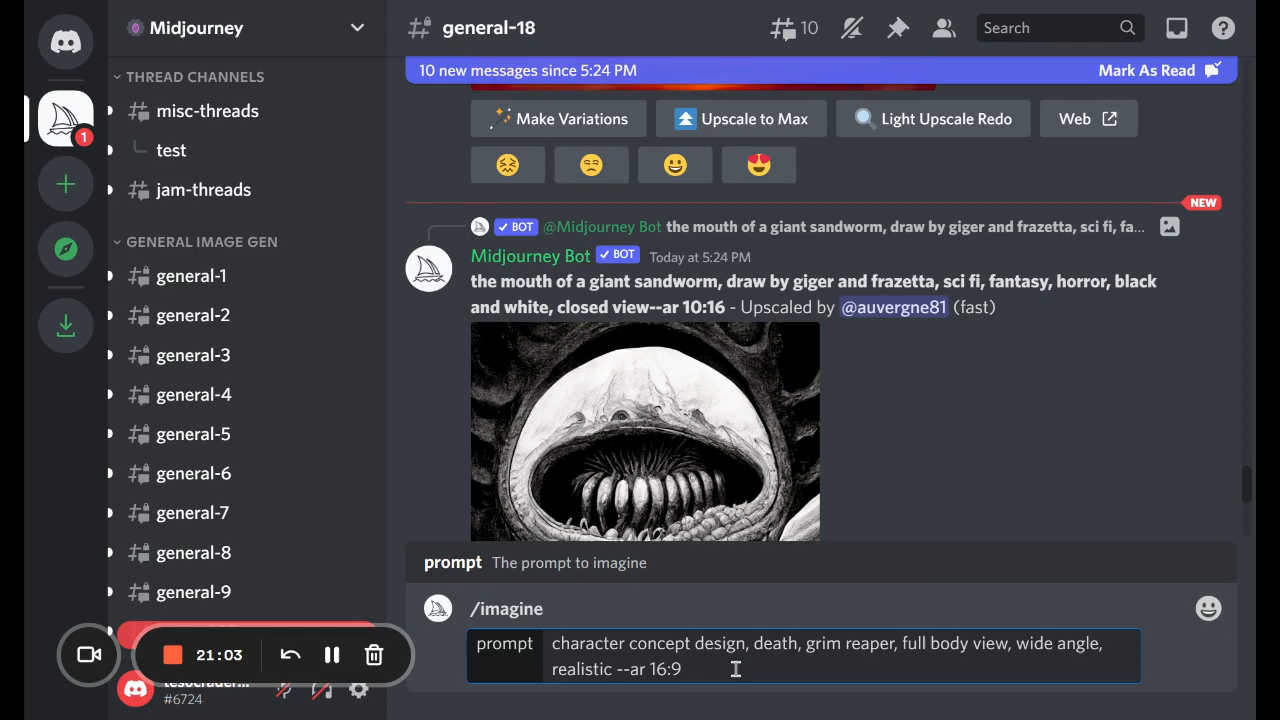 Midjourney
general-18
10
Search
THREAD CHANNELS
misc-threads
test
jam-threads
GENERAL IMAGE GEN
general-1
general-2
general-3
general-4
general-5
general-6
general-7
general-8
general-9
1
10 new messages since 5:24 PM
Mark As Read
Make Variations
Upscale to Max
Light Upscale Redo
Web
NEW
BOT @Midjourney Bot the mouth of a giant sandworm, draw by giger and frazetta, sci fi, fa...
Midjourney Bot BOT Today at 5:24 PM
the mouth of a giant sandworm, draw by giger and frazetta, sci fi, fantasy, horror, black
and white, closed view--ar 10:16 - Upscaled by @auvergne81 (fast)
prompt The prompt to imagine
/imagine
prompt character concept design, death, grim reaper, full body view, wide angle,
realistic --ar 16:9
21:03
#6724